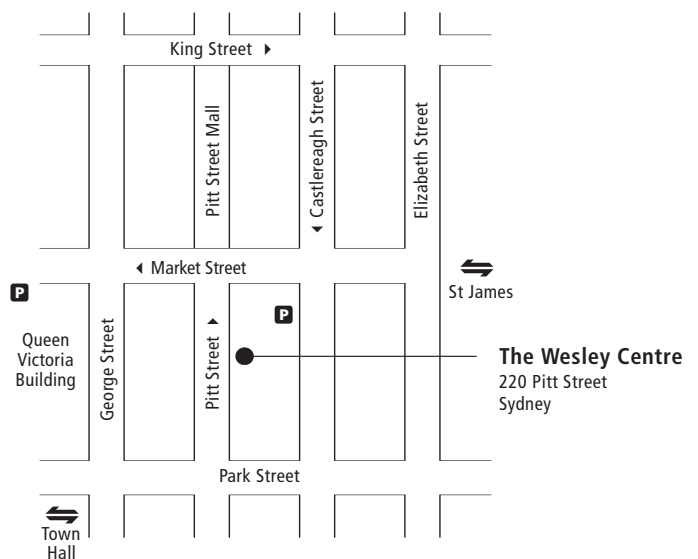 King Street
Pitt Street Mall
Castlereagh Street
Elizabeth Street
Market Street
P
St James
P
Queen
Victoria
Building
George Street
Pitt Street
The Wesley Centre
220 Pitt Street
Sydney
Park Street
Town
Hall